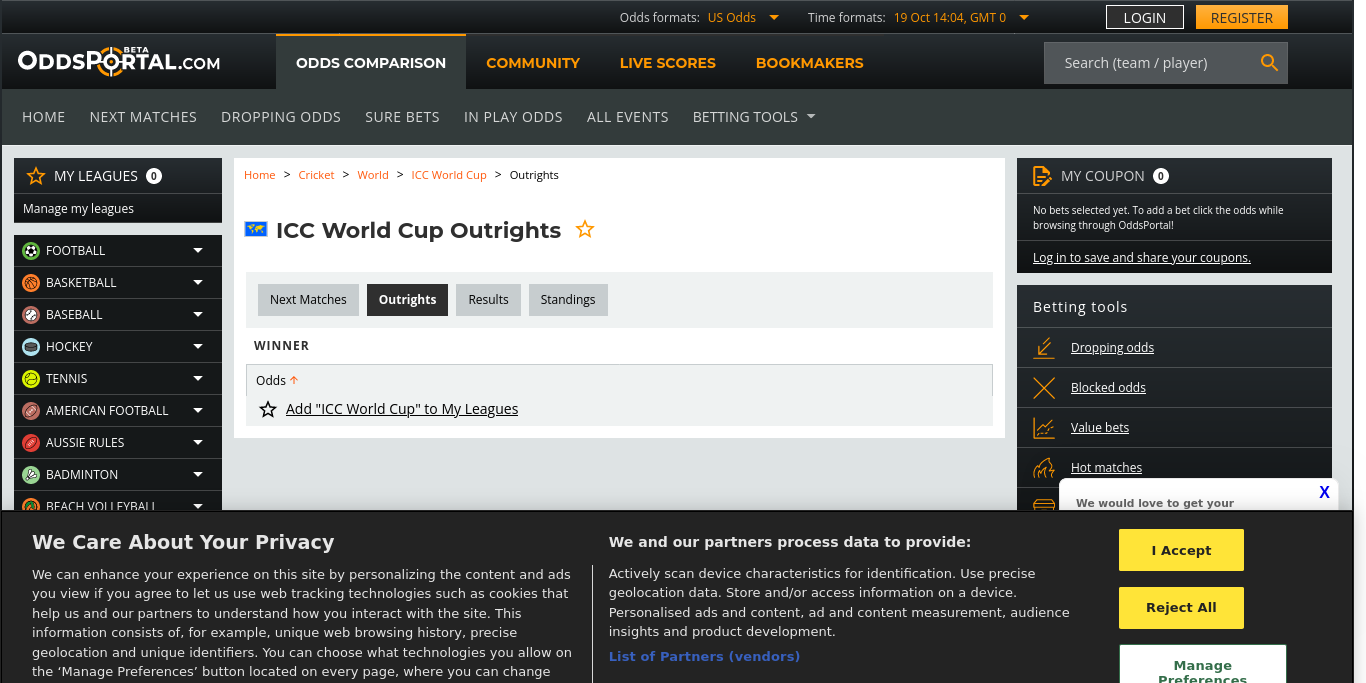 Odds formats: US Odds
Time formats: 19 Oct 14:04, GMT 0
LOGIN
REGISTER
BETA
ODDSPORTAL.COM
ODDS COMPARISON
COMMUNITY
LIVE SCORES
BOOKMAKERS
Search (team / player)
HOME
NEXT MATCHES
DROPPING ODDS
SURE BETS
IN PLAY ODDS
ALL EVENTS
BETTING TOOLS
MY LEAGUES 0
Manage my leagues
FOOTBALL
BASKETBALL
BASEBALL
HOCKEY
TENNIS
AMERICAN FOOTBALL
AUSSIE RULES
BADMINTON
BEACH VOLLEYBALL
Home > Cricket > World > ICC World Cup > Outrights
ICC World Cup Outrights
Next Matches
Outrights
Results
Standings
WINNER
Odds
Add "ICC World Cup" to My Leagues
MY COUPON 0
No bets selected yet. To add a bet click the odds while
browsing through OddsPortal!
Log in to save and share your coupons.
Betting tools
Dropping odds
Blocked odds
Value bets
Hot matches
X
We would love to get your
We Care About Your Privacy
We can enhance your experience on this site by personalizing the content and ads
you view if you agree to let us use web tracking technologies such as cookies that
help us and our partners to understand how you interact with the site. This
information consists of, for example, unique web browsing history, precise
geolocation and unique identifiers. You can choose what technologies you allow on
the ‘Manage Preferences’ button located on every page, where you can change
We and our partners process data to provide:
Actively scan device characteristics for identification. Use precise
geolocation data. Store and/or access information on a device.
Personalised ads and content, ad and content measurement, audience
insights and product development.
List of Partners (vendors)
I Accept
Reject All
Manage
Preferences